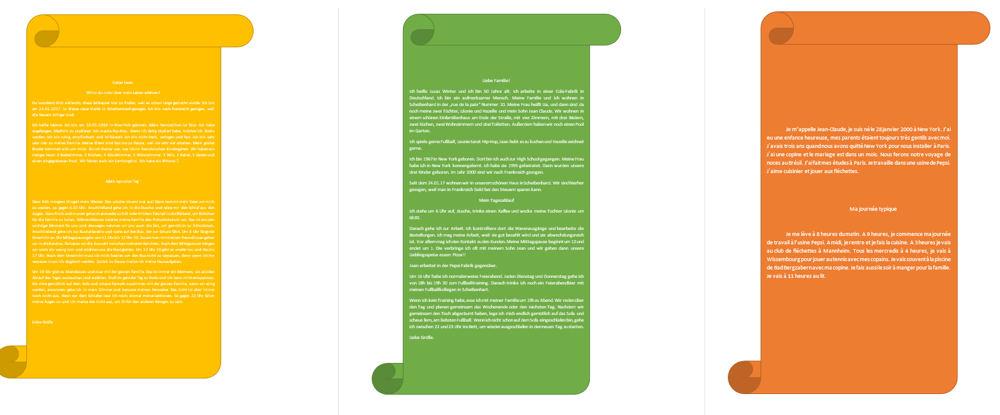 Lieber Leser,
Willst du mehr über mein Leben erfahren?
Du wunderst dich vielleicht, diese Zeitkapsel hier zu finden, weil es schon lange gemacht wurde. Ich bin
am 24.01.2017 in dieses neue Viertel in Scheibenhard gezogen. Ich bin nach Frankreich gezogen, weil
die Steuern billiger sind.
Ich heiße Léonie. Ich bin am 10.05.1999 in New-York geboren. Mein Sternzeichen ist Stier. Ich habe
angefangen, Medizin zu studieren .Ich mache Hip-Hop. Wenn ich fertig studiert habe, möchte ich Ärztin
werden. Ich bin ruhig, empfindsam und hilfsbereit. Ich bin nicht frech, verlogen und faul. Ich bin sehr
sehr lieb zu meiner Familie. Meine Eltern sind fast nie zu Hause, weil sie sehr viel arbeiten. Mein großer
Bruder kümmert sich um mich. Als ich kleiner war, war ich im französischen Kindergarten. Wir haben ein
riesiges Haus: 3 Badezimmer, 2 Küchen, 4 Schlafzimmer, 2 Wohnzimmer, 3 WCs, 1 Keller, 1 Garten und
einen eingegrabenen Pool. Wir fahren auch ein Lamborghini. Ich habe ein IPhone 7.
Mein typischer Tag :
Ganz früh morgens klingelt mein Wecker. Den schalte ich erst mal aus! Dann kommt mein Vater um mich
zu wecken, so gegen 6.30 Uhr. Anschließend gehe ich in die Dusche und reibe mir den Schlaf aus den
Augen. Ganz frisch und munter gehe ich entweder zu Fuß oder mit dem Fahrrad in die Bäckerei, um Brötchen
für die Familie zu holen. Währenddessen bereitet meine Familie den Frühstückstisch vor. Das ist ein sehr
wichtiger Moment für uns und deswegen nehmen wir uns auch die Zeit, um gemütlich zu frühstücken.
Anschließend gehe ich zur Bushaltestelle und warte auf den Bus, der zur Schule fährt. Um 8 Uhr fängt der
Unterricht an. Die Mittagspause geht von 12 Uhr bis 13 Uhr 30. Zusammen mit meinen Freundinnen gehen
wir in die Kantine. Da haben wir die Auswahl zwischen mehreren Gerichten. Nach dem Mittagessen hängen
wir noch ein wenig rum und erzählen uns die Neuigkeiten. Um 13 Uhr 30 geht es wieder los und das bis
17 Uhr. Nach dem Unterricht muss ich mich beeilen um den Bus nicht zu verpassen, denn wenn ich ihn
verpasse muss ich abgeholt werden. Zurück zu Hause mache ich meine Hausaufgaben.
Um 19 Uhr gibt es Abendessen und zwar mit der ganzen Familie. Das ist immer ein Moment, wo alle den
Ablauf des Tages austauchen und erzählen. Endlich geht der Tag zu Ende und ich kann mich entspannen.
Ich sitze gemütlich auf dem Sofa und schaue Fernseh zusammen mit der ganzen Familie, wenn wir einig
werden, ansonsten gehe ich in mein Zimmer und benutze meinen Fernseher. Das Licht ist aber immer
noch nicht aus, denn vor dem Schlafen lese ich noch einmal meine Lektionen. So gegen 22 Uhr fallen
meine Augen zu und ich mache das Licht aus, um fit für den anderen Morgen zu sein.
Liebe Grüße
Liebe Familie!
Ich heiße Lucas Winter und ich bin 50 Jahre alt. Ich arbeite in einer Cola-Fabrik in
Deutschland. Ich bin ein aufmerksamer Mensch. Meine Familie und ich wohnen in
Scheibenhard in der „rue de la paix" Nummer 10. Meine Frau heißt Lia, und dann sind da
noch meine zwei Töchter, Léonie und Hazelle und mein Sohn Jean Claude. Wir wohnen in
einem schönen Einfamilienhaus am Ende der Straße, mit vier Zimmern, mit drei Bädern,
zwei Küchen, zwei Wohnzimmern und drei Toiletten. Außerdem haben wir noch einen Pool
im Garten.
Ich spiele gerne Fußball, Leonie tanzt Hip-Hop, Jean liebt es zu kochen und Hazelle zeichnet
gerne.
Ich bin 1967 in New York geboren. Dort bin ich auch zur High School gegangen. Meine Frau
habe ich in New York kennengelernt. Ich habe sie 1995 geheiratet. Dann wurden unsere
drei Kinder geboren. Im Jahr 2000 sind wir nach Frankreich gezogen.
Seit dem 24.01.17 wohnen wir in unserem schönen Haus in Scheibenhard. Wir sind hierher
gezogen, weil man in Frankreich Geld bei den Steuern sparen kann.
Mein Tagesablauf
Ich stehe um 6 Uhr auf, dusche, trinke einen Kaffee und wecke meine Tochter Léonie um
6h30.
Danach gehe ich zur Arbeit. Ich kontrolliere dort die Warenausgänge und bearbeite die
Bestellungen. Ich mag meine Arbeit, weil sie gut bezahlt wird und sie abwechslungsreich
ist. Vor allem mag ich den Kontakt zu den Kunden. Meine Mittagspause beginnt um 12 und
endet um 1. Die verbringe ich oft mit meinem Sohn Jean und wir gehen dann unsere
Lieblingsspeise essen: Pizza!!
Jean arbeitet in der Pepsi-Fabrik gegenüber.
Um 16 Uhr habe ich normalerweise Feierabend. Jeden Dienstag und Donnerstag gehe ich
von 18h bis 19h 30 zum Fußballtraining. Danach trinke ich noch ein Feierabendbier mit
meinen Fußballkollegen in Scheibenhart.
Wenn ich kein Training habe, esse ich mit meiner Familie um 19h zu Abend. Wir reden über
den Tag und planen gemeinsam das Wochenende oder den nächsten Tag. Nachdem wir
gemeinsam den Tisch abgeräumt haben, lege ich mich endlich gemütlich auf das Sofa und
schaue fern, am liebsten Fußball. Wenn ich nicht schon auf dem Sofa eingeschlafen bin, gehe
ich zwischen 22 und 23 Uhr ins Bett, um wieder ausgeschlafen in den neuen Tag zu starten.
Liebe Grüße.
Je m'appelle Jean-Claude, je suis né le 28 janvier 2000 à New York. J'ai
eu une enfance heureuse, mes parents étaient toujours très gentils avec moi.
J'avais trois ans quand nous avons quitté New York pour nous installer à Paris.
J'ai une copine et le mariage est dans un mois. Nous ferons notre voyage de
noces au Brésil. J'ai fait mes études à Paris. Je travaille dans une usine de Pepsi.
J'aime cuisinier et jouer aux fléchettes.
Ma journée typique
Je me lève à 8 heures du matin. A 9 heures, je commence ma journée
de travail à l'usine Pepsi. A midi, je rentre et je fais la cuisine. A 3 heures je vais
au club de fléchettes à Mannheim. Tous les mercredis à 4 heures, je vais à
Wissembourg pour jouer au tennis avec mes copains. Je vais souvent à la piscine
de Bad Bergzabern avec ma copine. Je fais aussi le soir à manger pour la famille.
Je vais à 11 heures au lit.